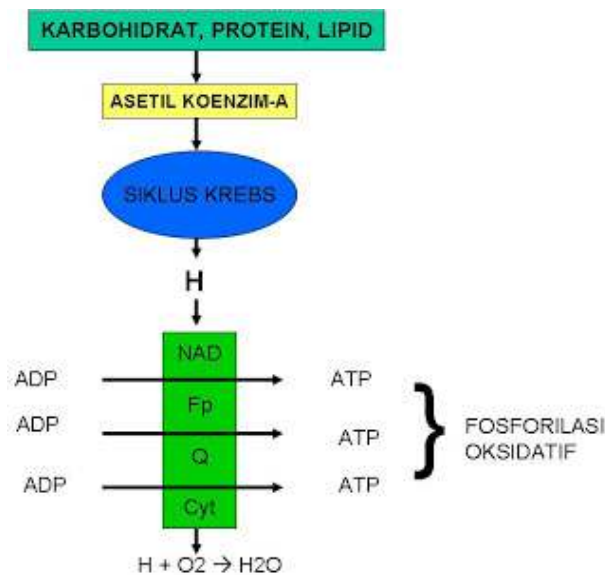 KARBOHIDRAT, PROTEIN, LIPID
ASETIL KOENZIM-A
SIKLUS KREBS
H
NAD
ADP ATP
Fp
ADP ATP
FOSFORILASI
OKSIDATIF
Q
ADP ATP
Cyt
H + O2 → H2O